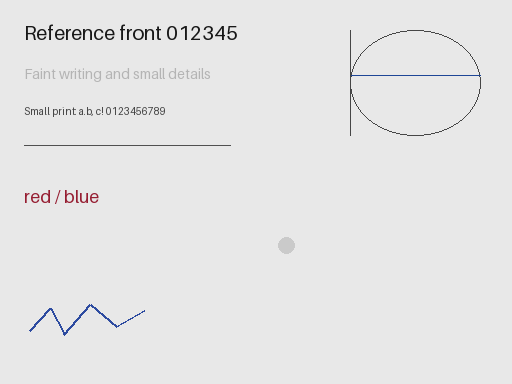 Reference front 012345
Faint writing and small details
Small print a.b, c! 0123456789
red / blue